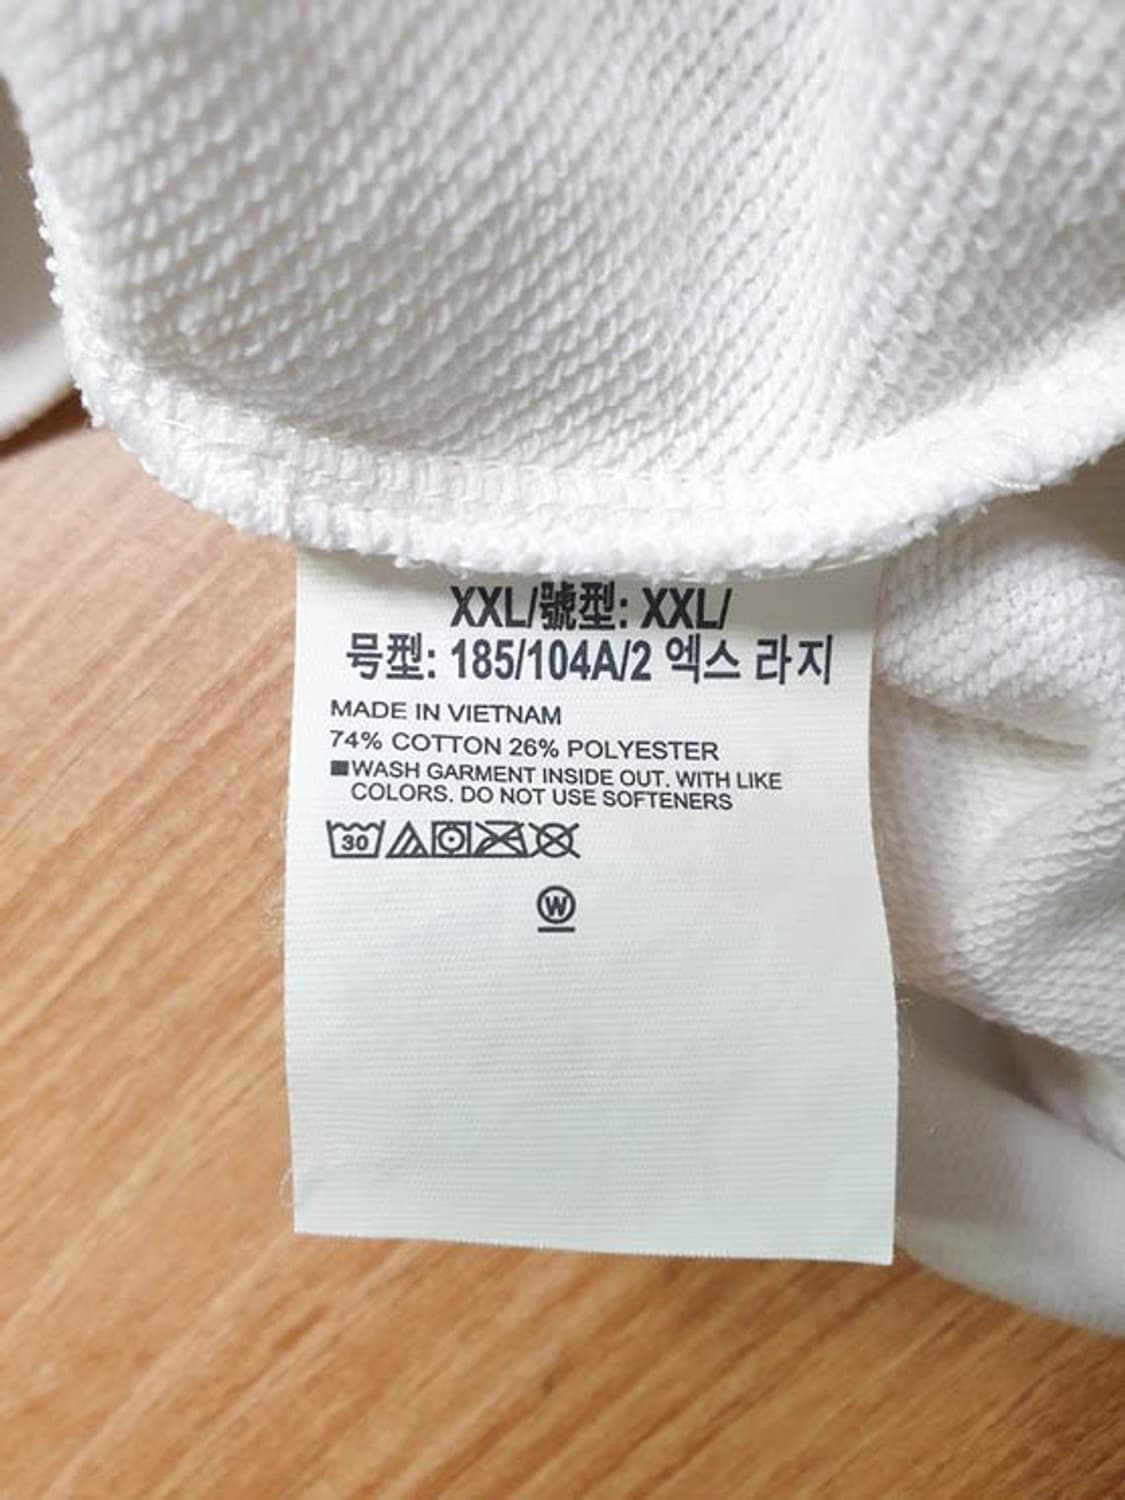 XXL/號型: XXL/
号型: 185/104A/2 엑스 라지
MADE IN VIETNAM
74% COTTON 26% POLYESTER
■WASH GARMENT INSIDE OUT. WITH LIKE
COLORS. DO NOT USE SOFTENERS
30
W